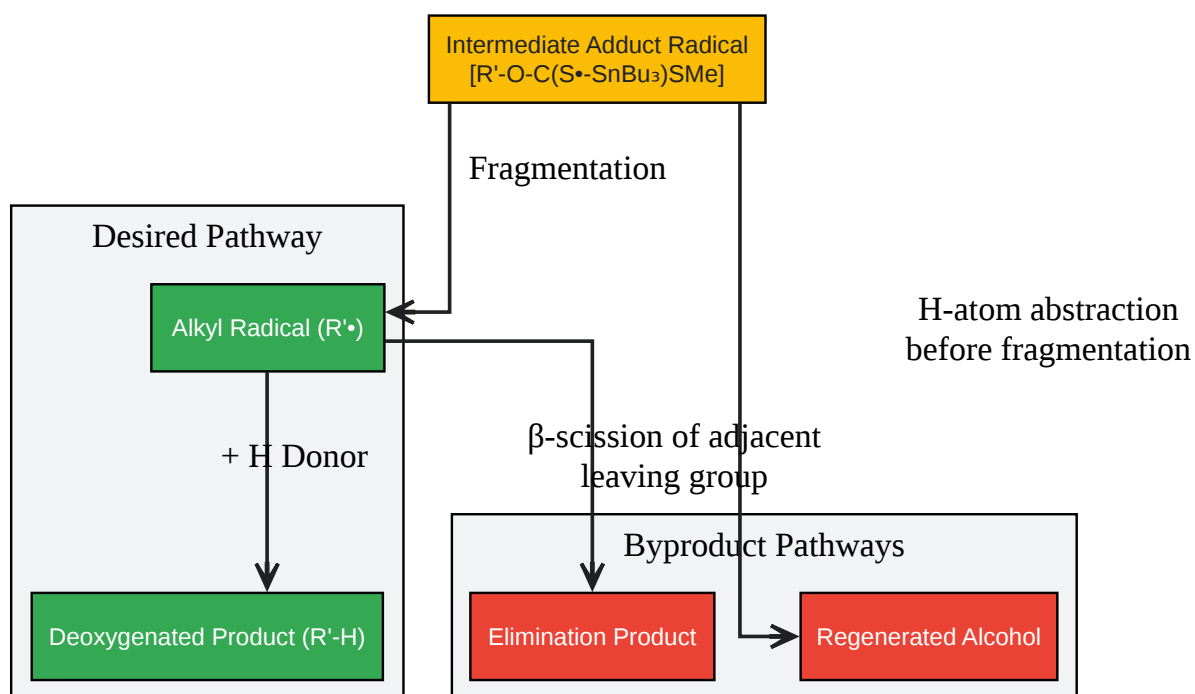 Intermediate Adduct Radical
[R'-O-C(S•-SnBu₃)SMe]
Fragmentation
Desired Pathway
Alkyl Radical (R'•)
H-atom abstraction
before fragmentation
+ H Donor
β-scission of adjacent
leaving group
Byproduct Pathways
Deoxygenated Product (R'-H)
Elimination Product
Regenerated Alcohol